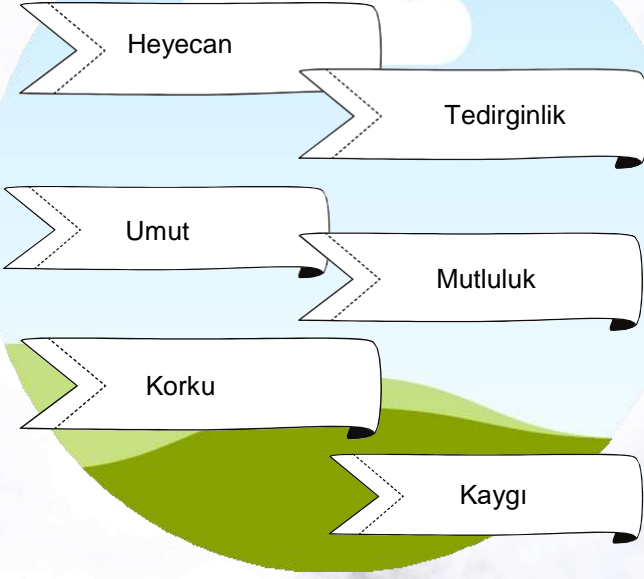 Heyecan
Tedirginlik
Umut
Mutluluk
Korku
Kaygı